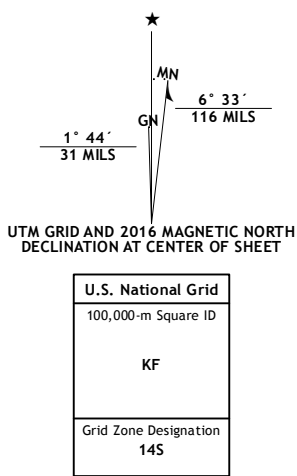 ★
MN
GN
6° 33´
116 MILS
1° 44´
31 MILS
UTM GRID AND 2016 MAGNETIC NORTH
DECLINATION AT CENTER OF SHEET
U.S. National Grid
100,000-m Square ID
KF
Grid Zone Designation
14S